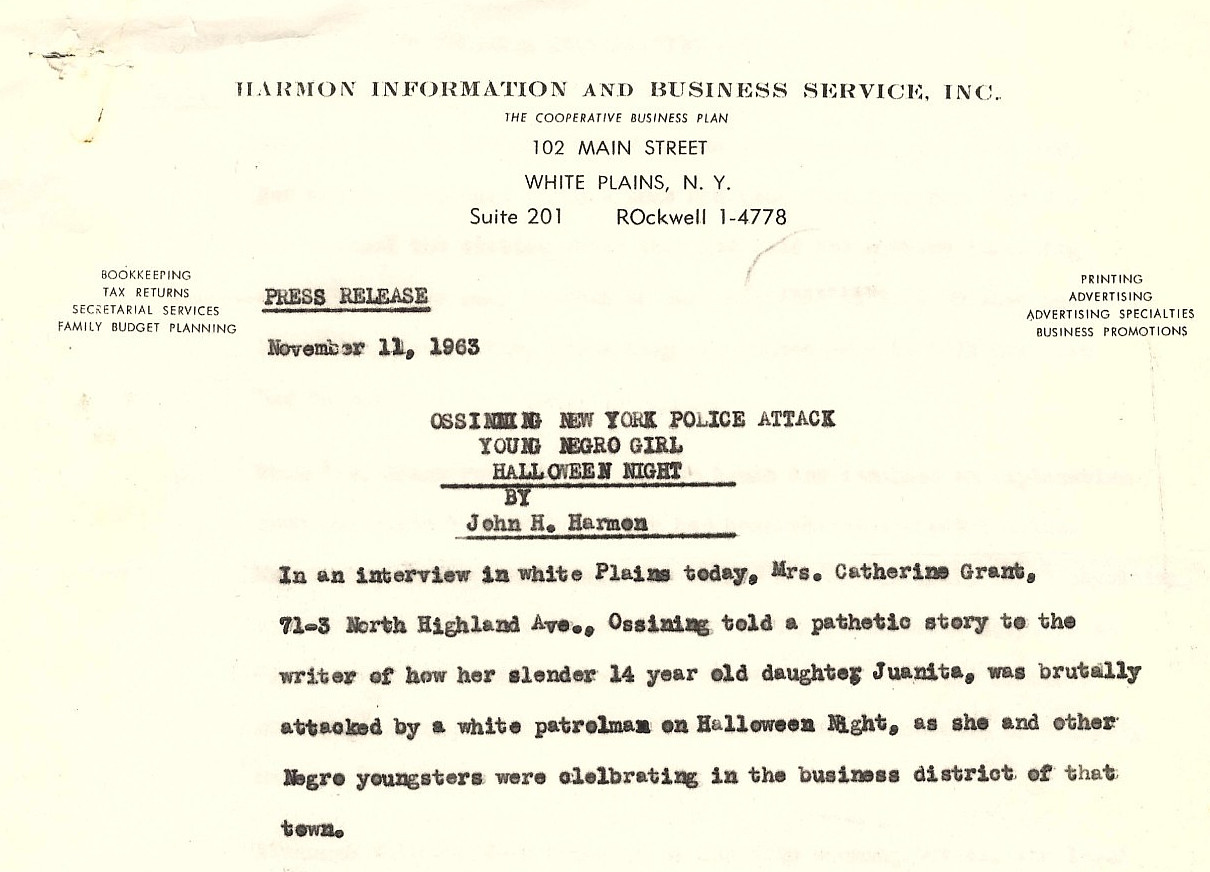 HARMON INFORMATION AND BUSINESS SERVICE, INC.
THE COOPERATIVE BUSINESS PLAN
102 MAIN STREET
WHITE PLAINS, N. Y.
Suite 201 ROckwell 1-4778
BOOKKEEPING
TAX RETURNS
SECRETARIAL SERVICES
FAMILY BUDGET PLANNING
PRINTING
ADVERTISING
ADVERTISING SPECIALTIES
BUSINESS PROMOTIONS
PRESS RELEASE
November 11, 1963
OSSINING NEW YORK POLICE ATTACK
YOUNG NEGRO GIRL
HALLOWEEN NIGHT
BY
John H. Harmon
In an interview in white Plains today, Mrs. Catherine Grant,
71-3 North Highland Ave., Ossining told a pathetic story to the
writer of how her slender 14 year old daughter, Juanita, was brutally
attacked by a white patrolman on Halloween Night, as she and other
Negro youngsters were clelbrating in the business district of that
town.